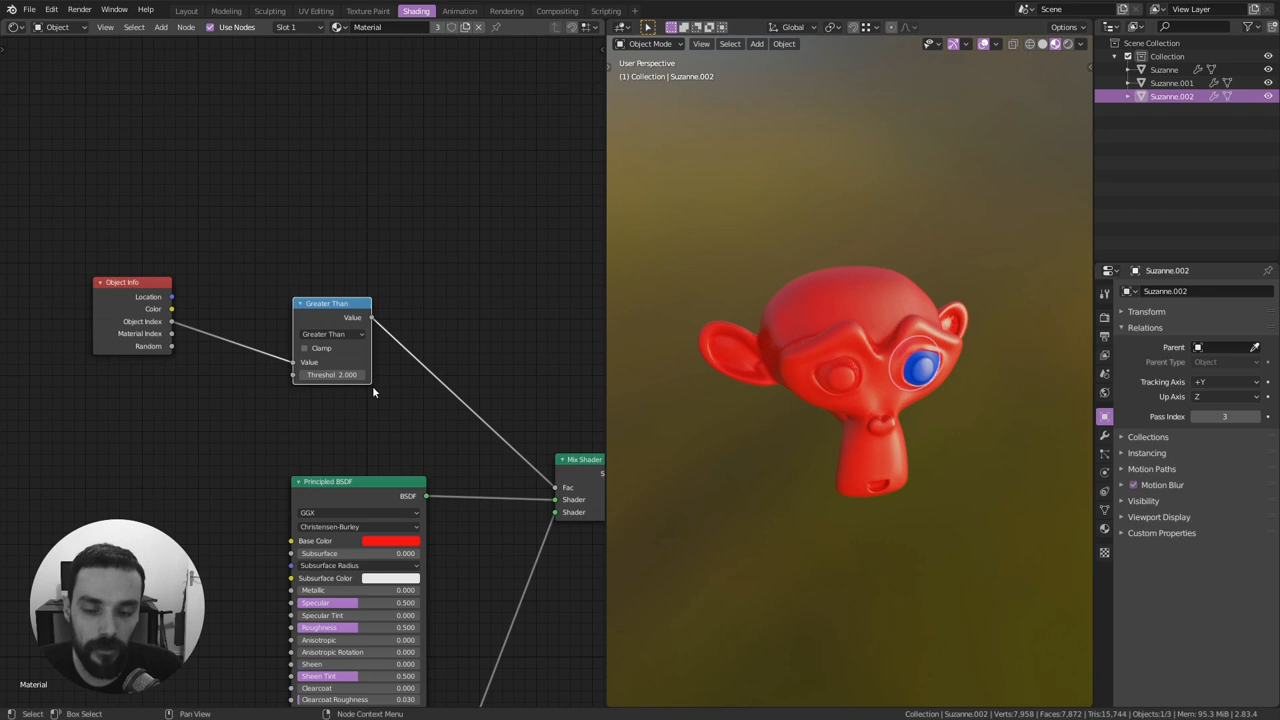 File Edit Render Window Help Layout Modeling Sculpting UV Editing Texture Paint Shading Animation Rendering Compositing Scripting Scene View Layer
Object View Select Add Node Use Nodes Slot 1 Material 3 Global Options
Object Mode View Select Add Object
User Perspective
(1) Collection | Suzanne.002
Scene Collection
Collection
Suzanne
Suzanne.001
Suzanne.002
Object Info
Location
Color
Object Index
Material Index
Random
Greater Than
Value
Greater Than
Clamp
Value
Threshol 2.000
Mix Shader
S
Fac
Shader
Shader
Principled BSDF
BSDF
GGX
Christensen-Burley
Base Color
Subsurface 0.000
Subsurface Radius
Subsurface Color
Metallic 0.000
Specular 0.500
Specular Tint 0.000
Roughness 0.500
Anisotropic 0.000
Anisotropic Rotation 0.000
Sheen 0.000
Sheen Tint 0.500
Clearcoat 0.000
Clearcoat Roughness 0.030
Suzanne.002
Suzanne.002
Transform
Relations
Parent
Parent Type Object
Tracking Axis +Y
Up Axis Z
Pass Index 3
Collections
Instancing
Motion Paths
Motion Blur
Visibility
Viewport Display
Custom Properties
Material
Select Box Select Pan View Node Context Menu Collection | Suzanne.002 | Verts:7,958 | Faces:7,872 | Tris:15,744 | Objects:1/3 | Mem: 95.3 MiB | 2.83.4